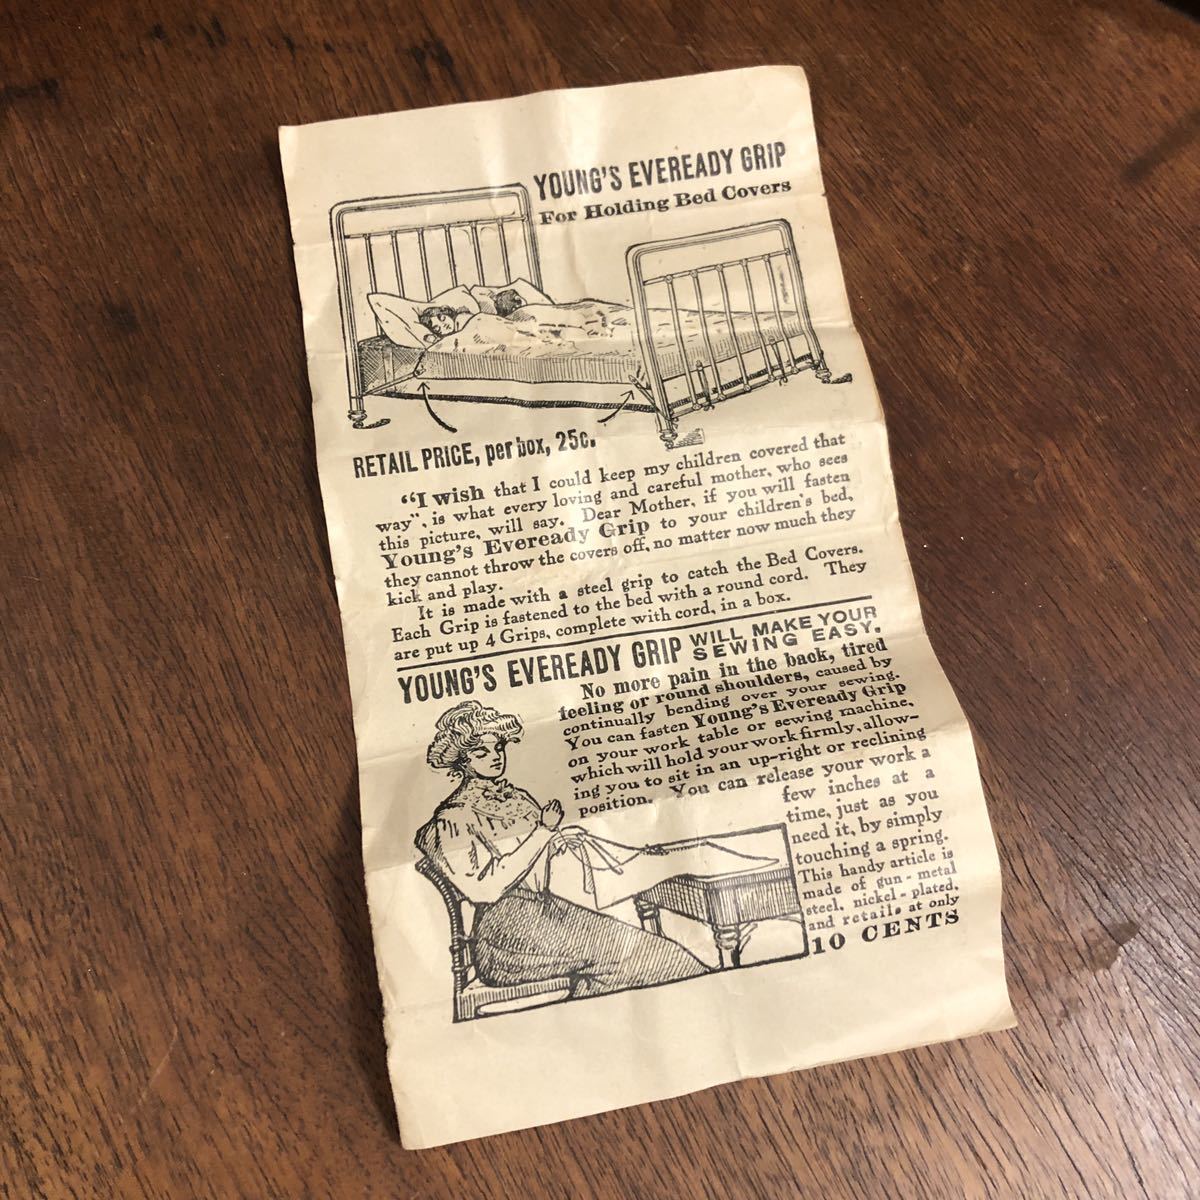 YOUNG'S EVEREADY GRIP
For Holding Bed Covers
RETAIL PRICE, per box, 25c.
"I wish that I could keep my children covered that
way", is what every loving and careful mother, who sees
this picture, will say. Dear Mother, if you will fasten
Young's Eveready Grip to your children's bed,
they cannot throw the covers off, no matter now much they
kick and play.
It is made with a steel grip to catch the Bed Covers.
Each Grip is fastened to the bed with a round cord. They
are put up 4 Grips, complete with cord, in a box.
YOUNG'S EVEREADY GRIP WILL MAKE YOUR
SEWING EASY.
No more pain in the back, tired
feeling or round shoulders, caused by
continually bending over your sewing.
You can fasten Young's Eveready Grip
on your work table or sewing machine,
which will hold your work firmly, allow-
ing you to sit in an up-right or reclining
position. You can release your work a
few inches at a
time, just as you
need it, by simply
touching a spring.
This handy article is
made of gun-metal
steel, nickel-plated,
and retails at only
10 CENTS